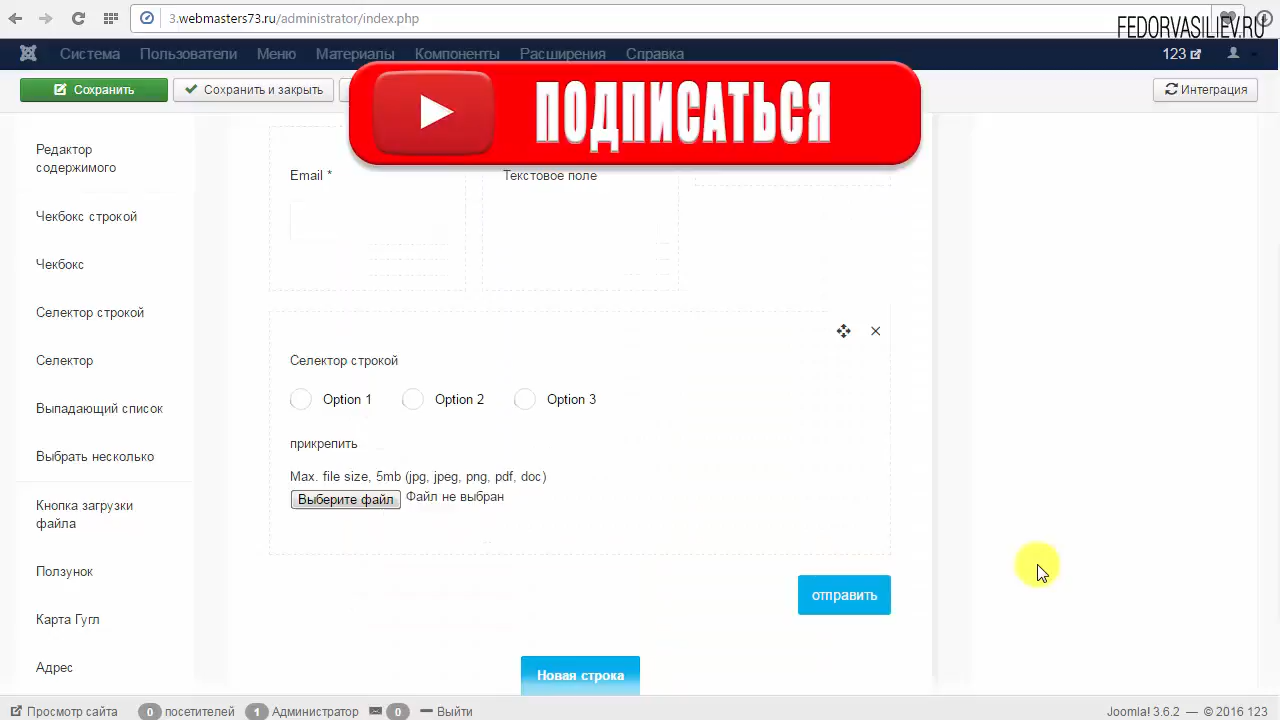 3.webmasters73.ru/administrator/index.php
FEDORVASILIEV.RU
Система Пользователи Меню Материалы Компоненты Расширения Справка 123
Сохранить Сохранить и закрыть Интеграция
ПОДПИСАТЬСЯ
Редактор
содержимого
Чекбокс строкой
Чекбокс
Селектор строкой
Селектор
Выпадающий список
Выбрать несколько
Кнопка загрузки
файла
Ползунок
Карта Гугл
Адрес
Email *
Текстовое поле
Селектор строкой
Option 1 Option 2 Option 3
прикрепить
Max. file size, 5mb (jpg, jpeg, png, pdf, doc)
Выберите файл Файл не выбран
отправить
Новая строка
Просмотр сайта 0 посетителей 1 Администратор 0 Выйти Joomla! 3.6.2 — © 2016 123